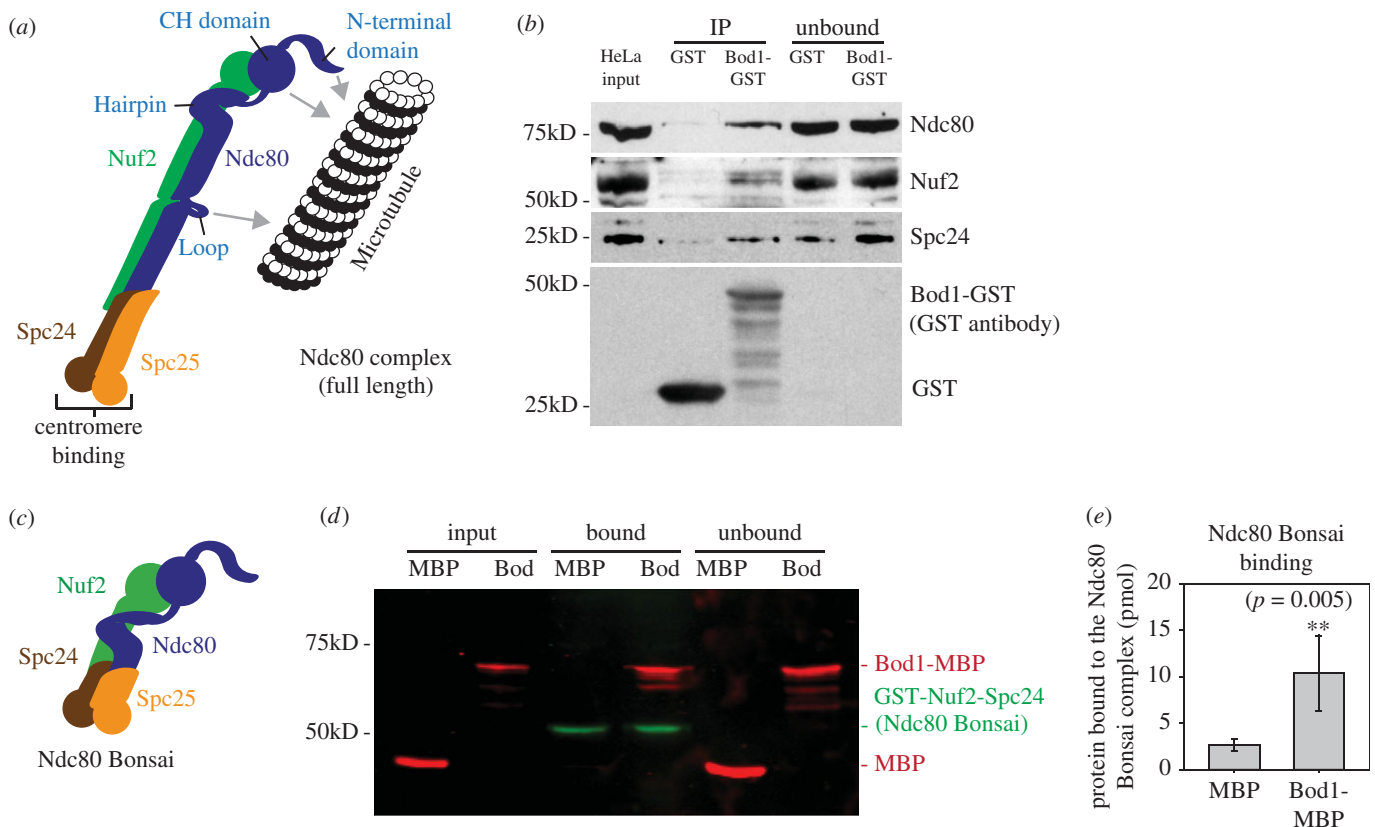 (a)
CH domain
N-terminal
domain
Hairpin
Nuf2
Ndc80
Loop
Microtubule
Spc24
Spc25
centromere
binding
Ndc80 complex
(full length)
(b)
IP
unbound
HeLa
input
GST
Bod1-
GST
GST
Bod1-
GST
75kD -
Ndc80
50kD -
Nuf2
25kD -
Spc24
50kD -
Bod1-GST
(GST antibody)
GST
25kD -
(c)
Nuf2
Spc24
Ndc80
Spc25
Ndc80 Bonsai
(d)
input bound unbound
MBP Bod MBP Bod MBP Bod
75kD -
- Bod1-MBP
GST-Nuf2-Spc24
50kD -
(Ndc80 Bonsai) -
- MBP
(e)
Ndc80 Bonsai
binding
protein bound to the Ndc80
Bonsai complex (pmol)
20
15
10
5
0
(p = 0.005)
**
MBP
Bod1-
MBP